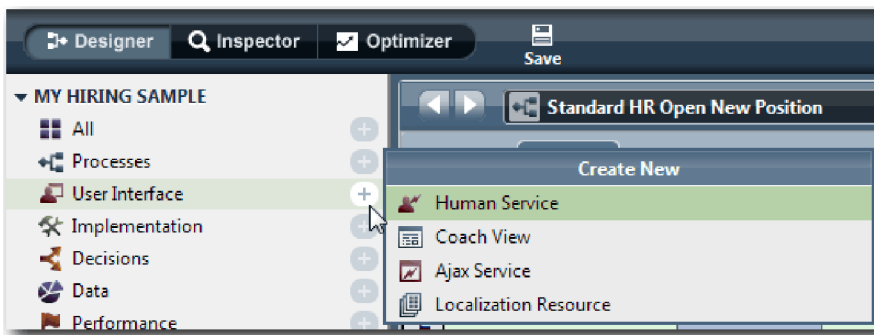 Designer Inspector Optimizer Save
MY HIRING SAMPLE
All
Processes
User Interface
Implementation
Decisions
Data
Performance
Standard HR Open New Position
Create New
Human Service
Coach View
Ajax Service
Localization Resource